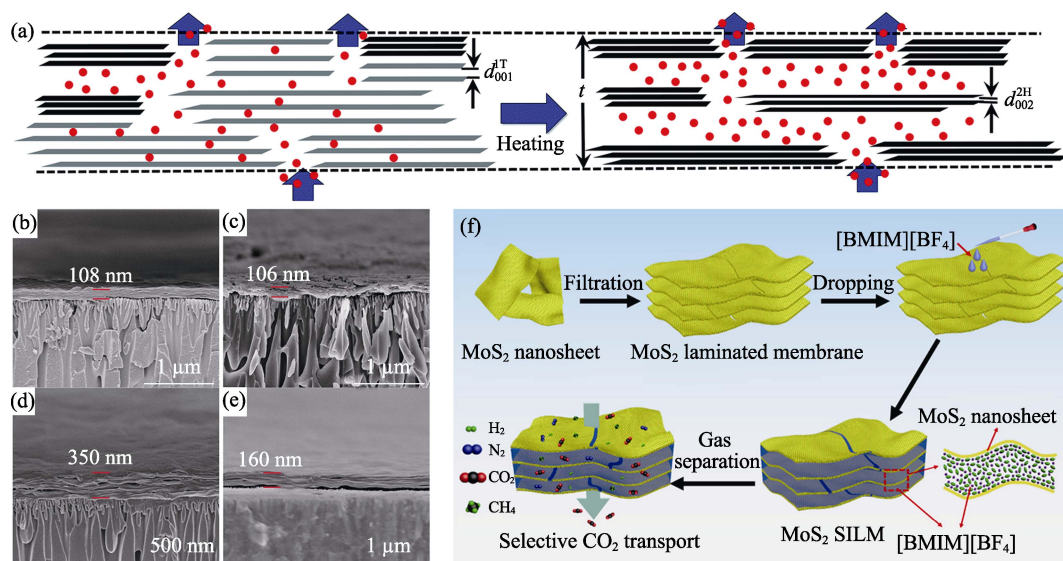 (a)
d001 1T
t
Heating
d002 2H
(b)
108 nm
1 μm
(c)
106 nm
1 μm
(d)
350 nm
500 nm
(e)
160 nm
1 μm
(f)
[BMIM][BF4]
Filtration
Dropping
MoS2 nanosheet
MoS2 laminated membrane
MoS2 nanosheet
H2
N2
CO2
CH4
Gas
separation
Selective CO2 transport
MoS2 SILM
[BMIM][BF4]